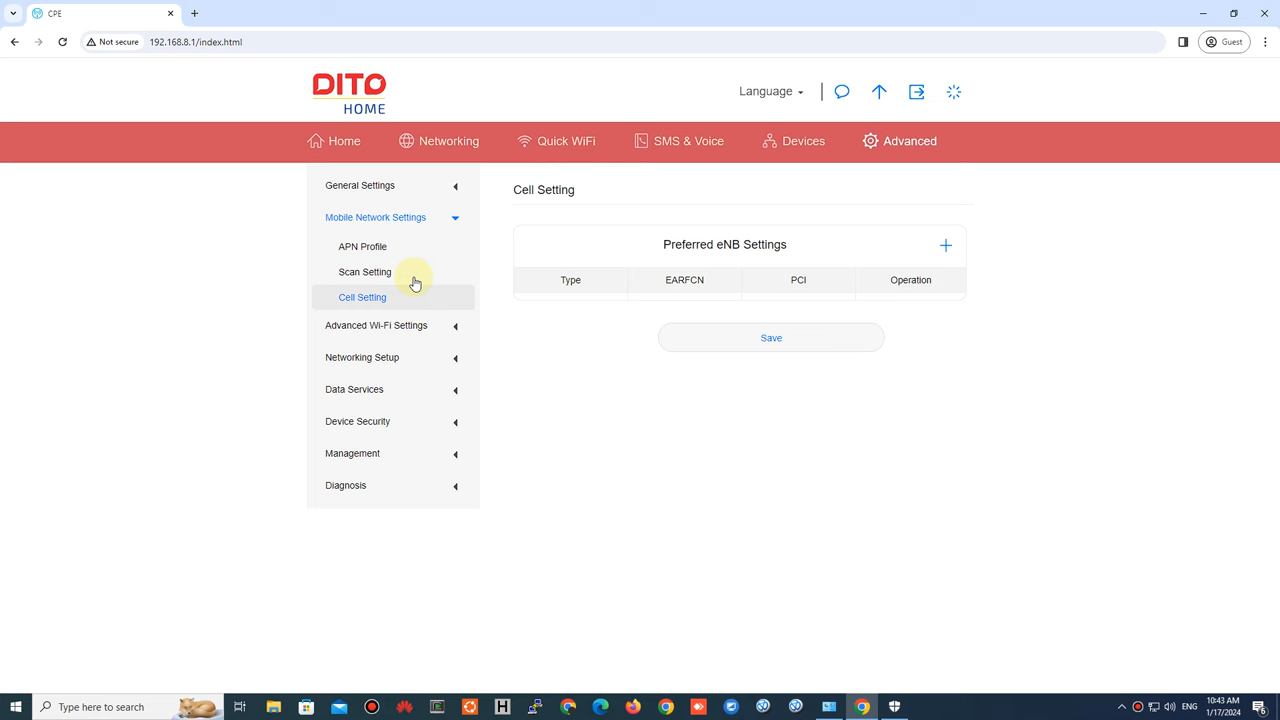 CPE
Not secure
192.168.8.1/index.html
Guest
DITO
HOME
Language
Home
Networking
Quick WiFi
SMS & Voice
Devices
Advanced
General Settings
Mobile Network Settings
APN Profile
Scan Setting
Cell Setting
Advanced Wi-Fi Settings
Networking Setup
Data Services
Device Security
Management
Diagnosis
Cell Setting
Preferred eNB Settings
Type EARFCN PCI Operation
Save
Type here to search
ENG
10:43 AM
1/17/2024
6